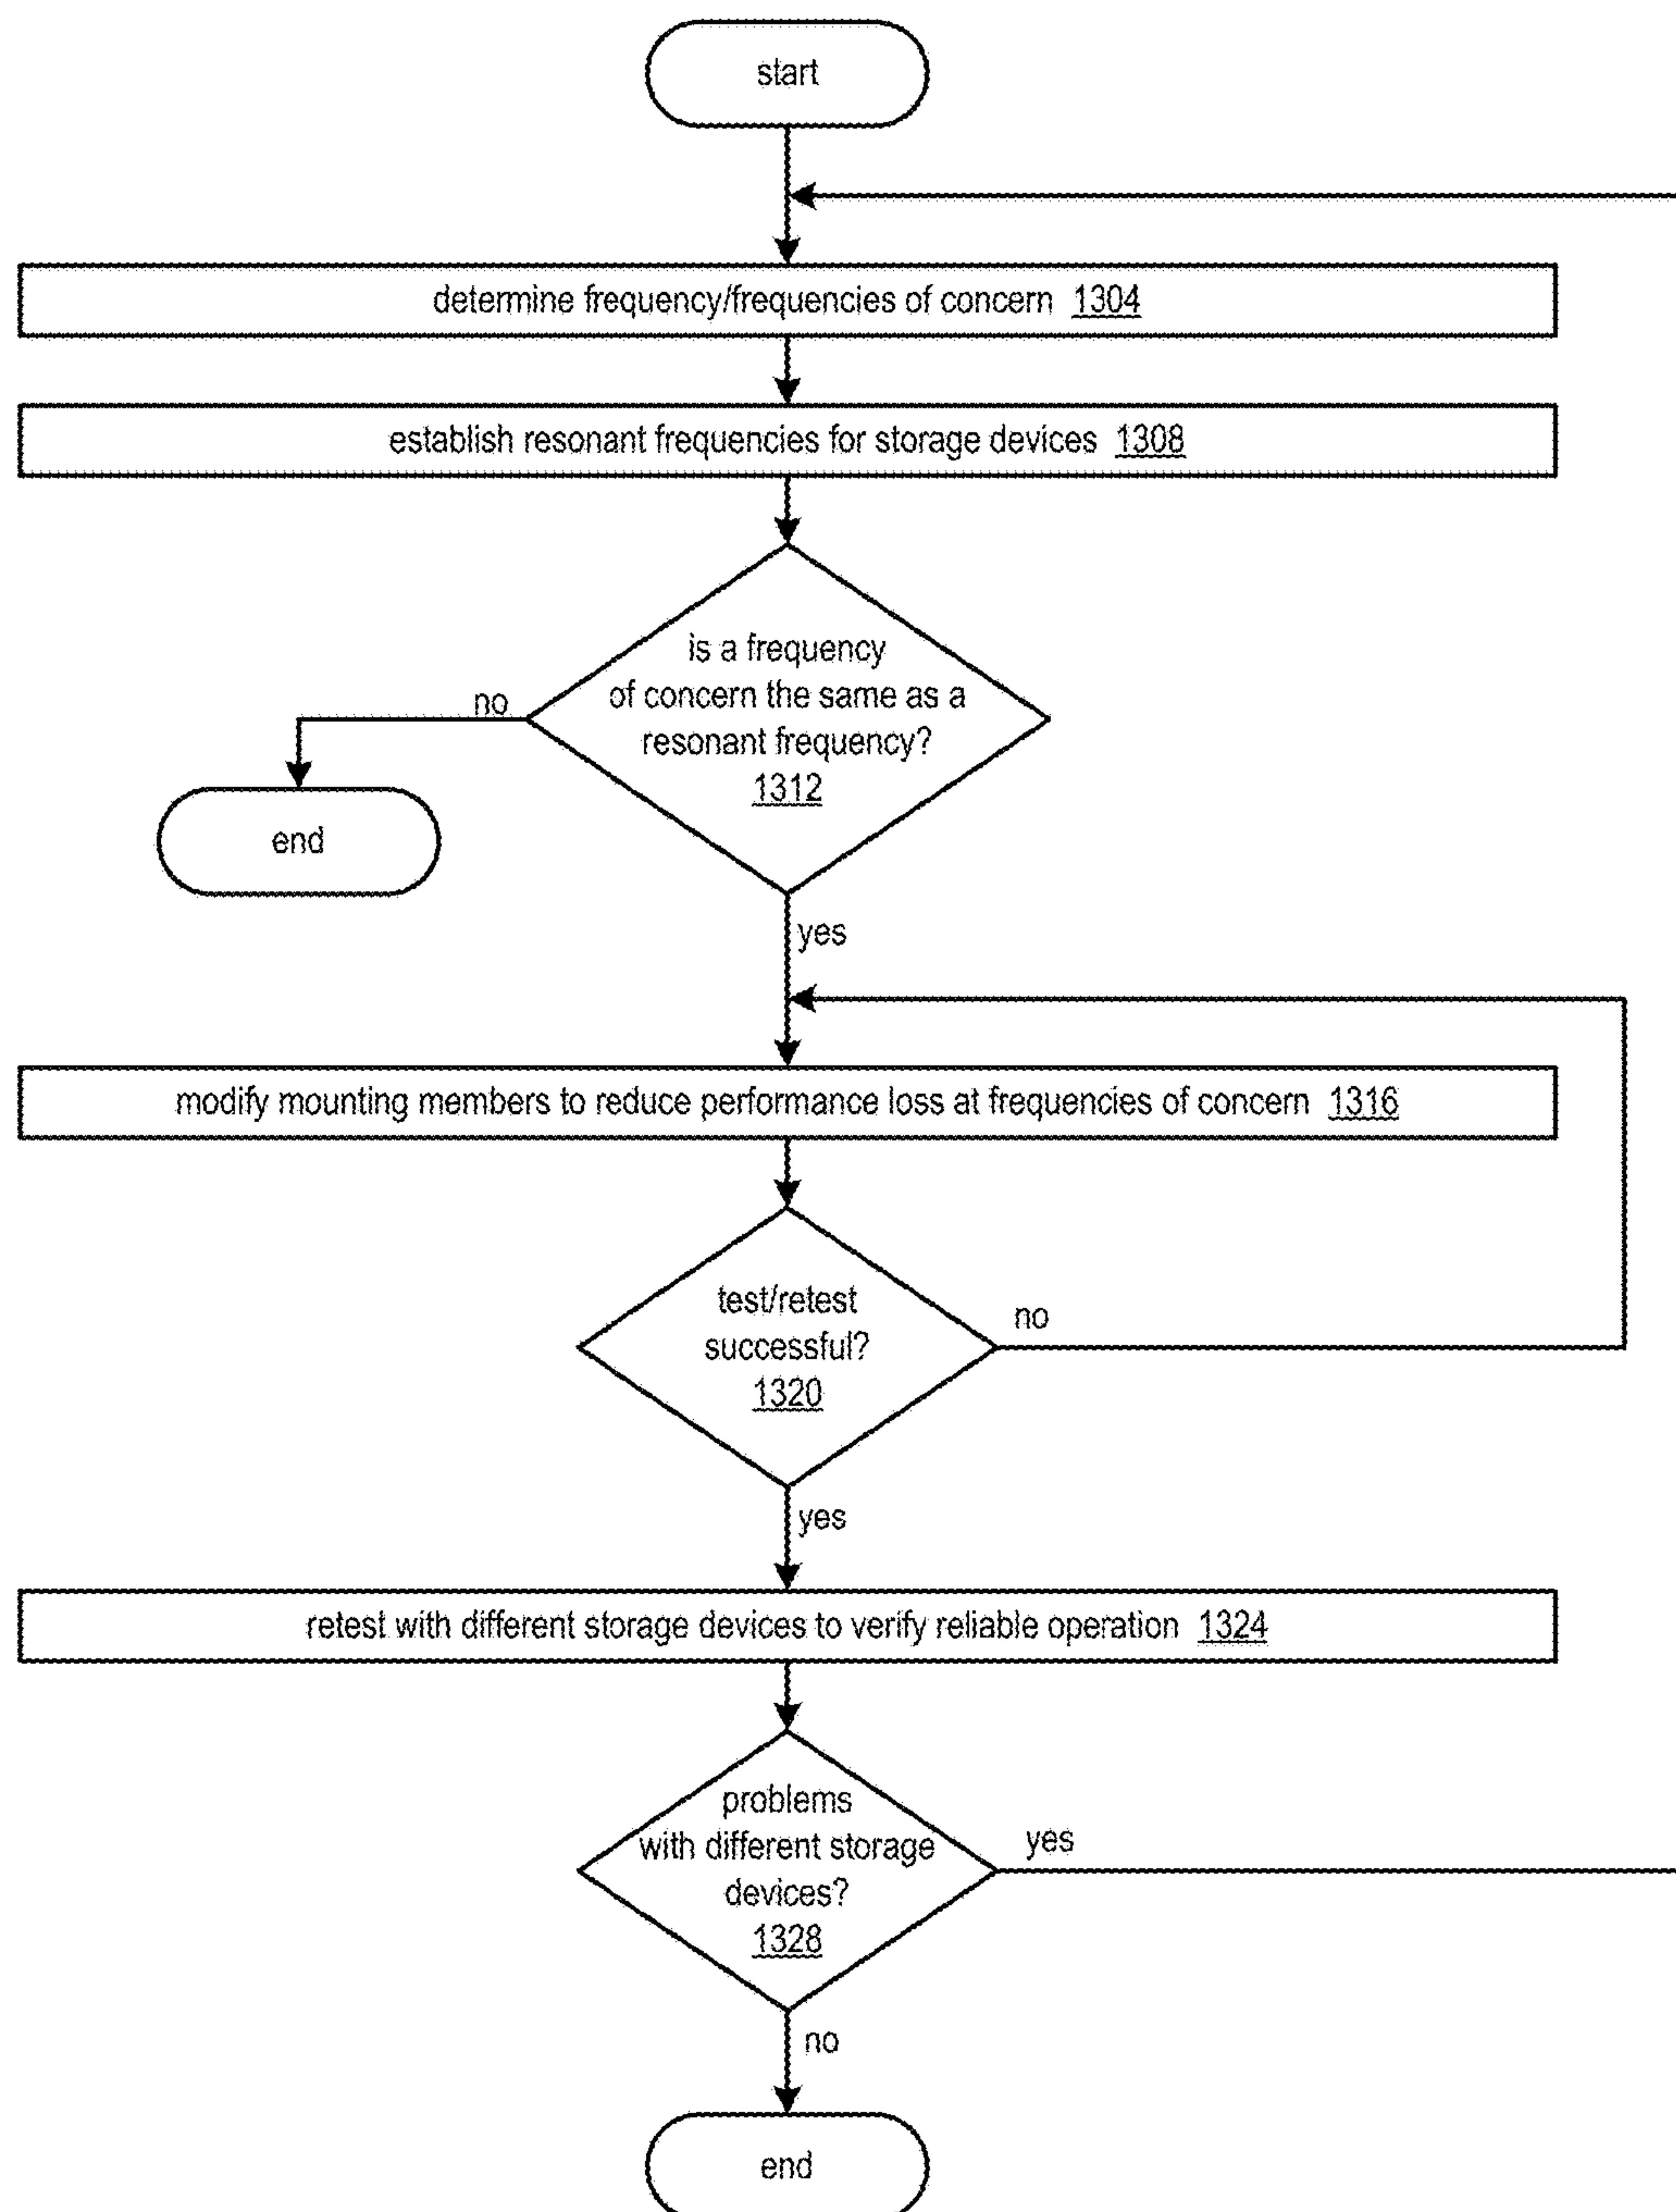 start
determine frequency/frequencies of concern 1304
establish resonant frequencies for storage devices 1308
is a frequency
of concern the same as a
resonant frequency?
1312
no
end
yes
modify mounting members to reduce performance loss at frequencies of concern 1316
test/retest
successful?
1320
no
yes
retest with different storage devices to verify reliable operation 1324
problems
with different storage
devices?
1328
yes
no
end